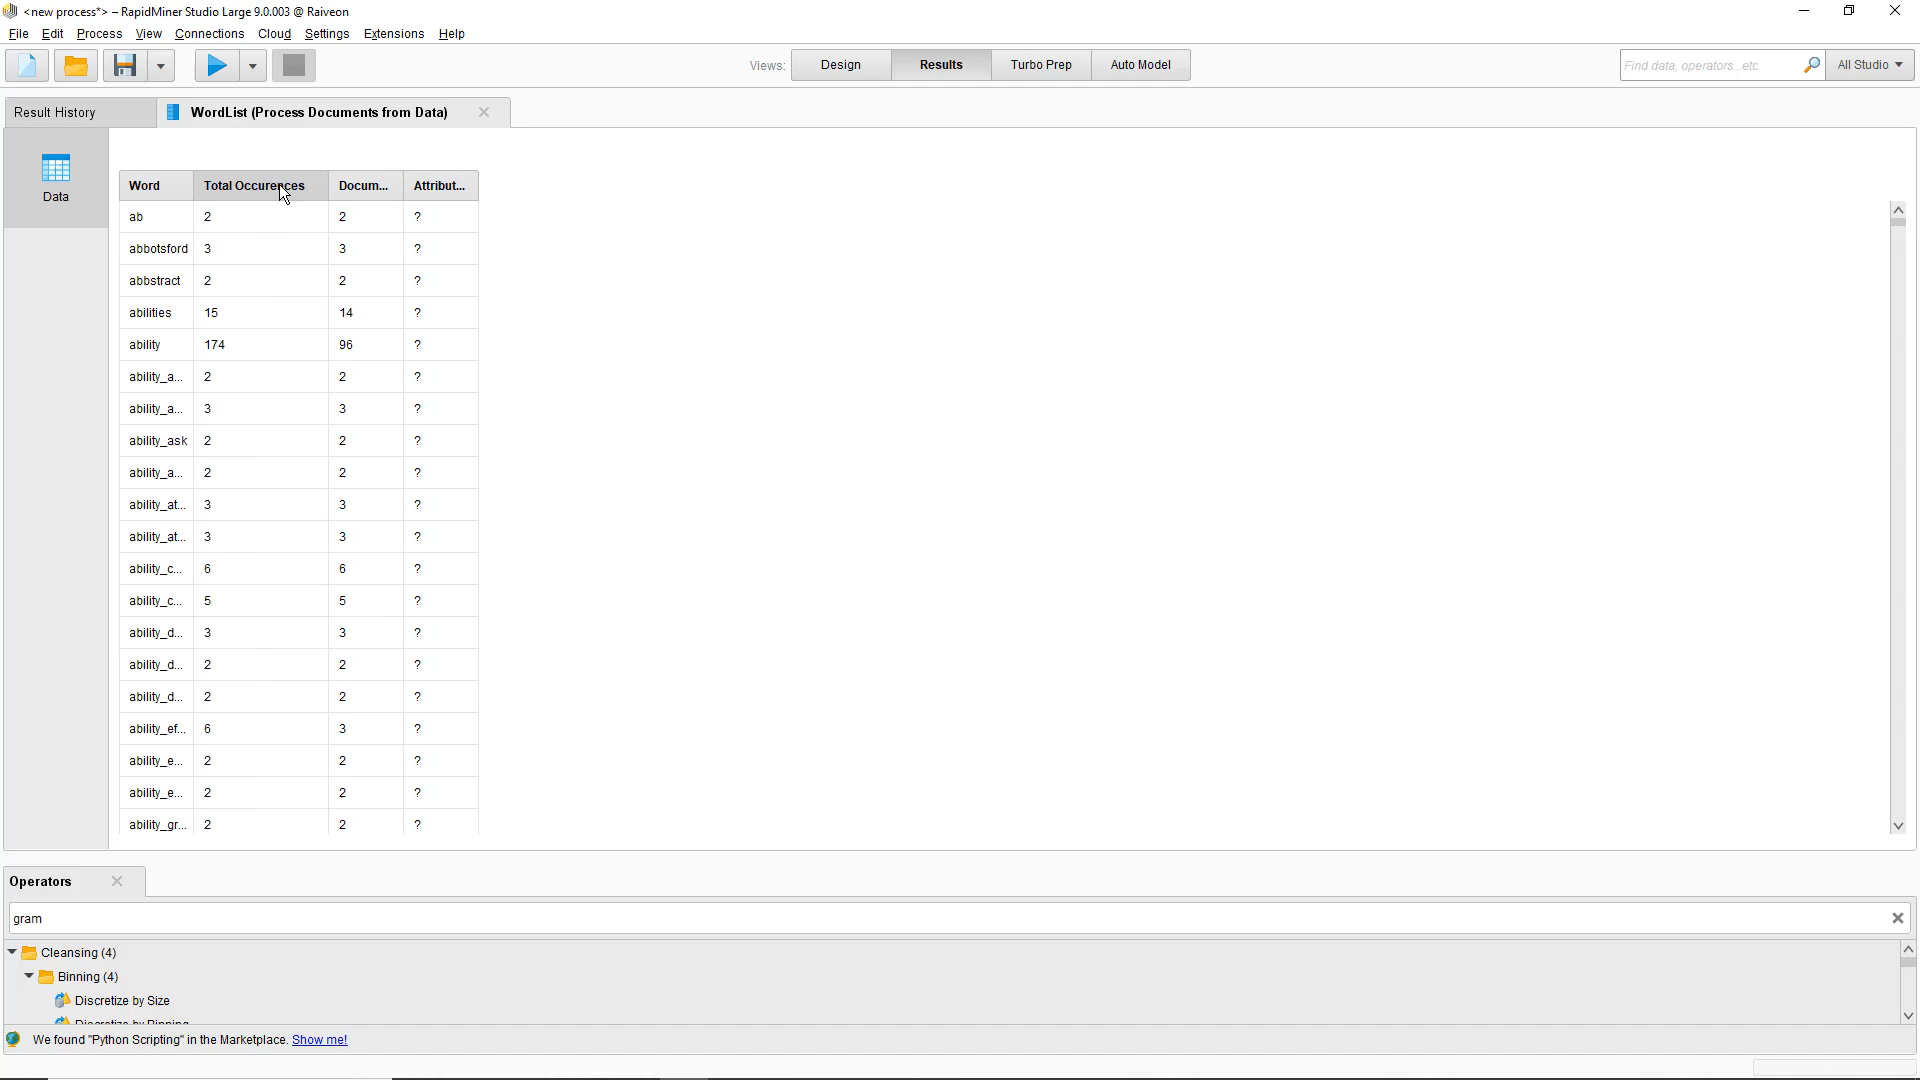 <new process*> – RapidMiner Studio Large 9.0.003 @ Raiveon
File Edit Process View Connections Cloud Settings Extensions Help
Views: Design Results Turbo Prep Auto Model Find data, operators...etc All Studio
Result History WordList (Process Documents from Data)
Data
Word Total Occurences Docum... Attribut...
ab 2 2 ?
abbotsford 3 3 ?
abbstract 2 2 ?
abilities 15 14 ?
ability 174 96 ?
ability_a... 2 2 ?
ability_a... 3 3 ?
ability_ask 2 2 ?
ability_a... 2 2 ?
ability_at... 3 3 ?
ability_at... 3 3 ?
ability_c... 6 6 ?
ability_c... 5 5 ?
ability_d... 3 3 ?
ability_d... 2 2 ?
ability_d... 2 2 ?
ability_ef... 6 3 ?
ability_e... 2 2 ?
ability_e... 2 2 ?
ability_gr... 2 2 ?
Operators
gram
Cleansing (4)
Binning (4)
Discretize by Size
Discretize by Binning
We found "Python Scripting" in the Marketplace. Show me!